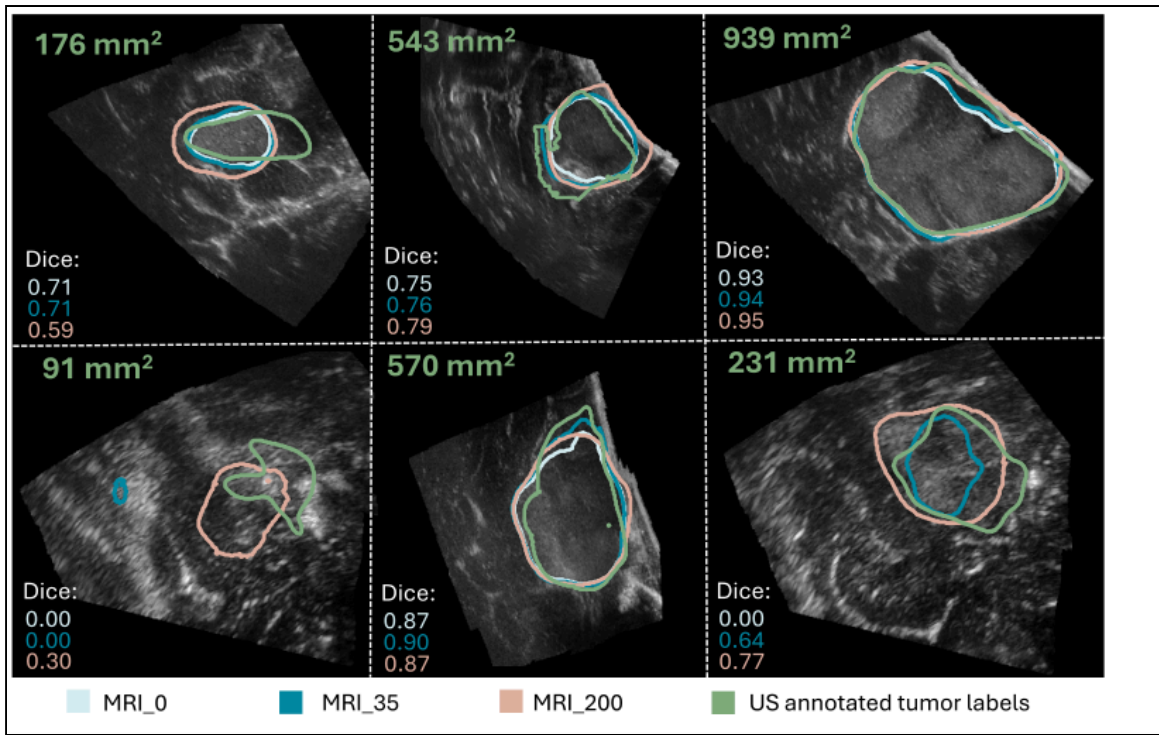 176 mm²
543 mm²
939 mm²
Dice:
0.71
0.71
0.59
Dice:
0.75
0.76
0.79
Dice:
0.93
0.94
0.95
91 mm²
570 mm²
231 mm²
Dice:
0.00
0.00
0.30
Dice:
0.87
0.90
0.87
Dice:
0.00
0.64
0.77
MRI_0 MRI_35 MRI_200 US annotated tumor labels